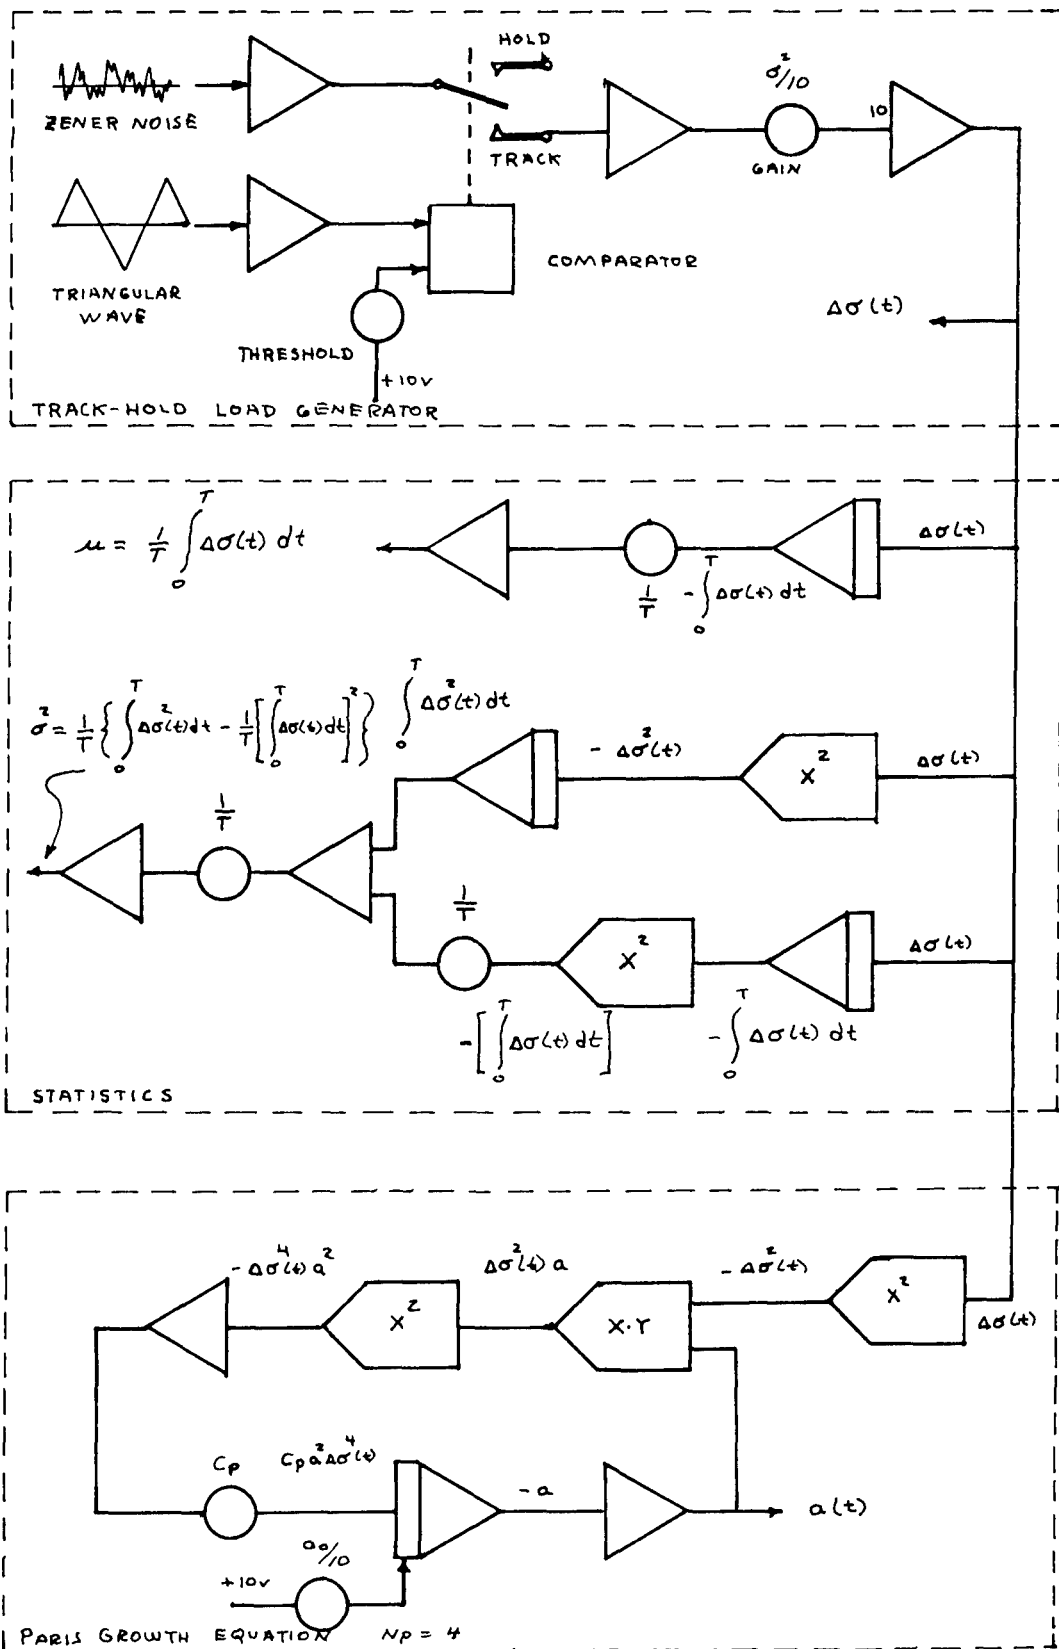 HOLD
ZENER NOISE
TRACK
σ²/10
GAIN
10
COMPARATOR
TRIANGULAR
WAVE
THRESHOLD
+10V
Δσ(t)
TRACK-HOLD LOAD GENERATOR
μ = 1/T ∫₀ᵀ Δσ(t) dt
1/T
-∫₀ᵀ Δσ(t) dt
Δσ(t)
σ² = 1/T { ∫₀ᵀ Δσ²(t) dt - 1/T [ ∫₀ᵀ Δσ(t) dt ]² }
∫₀ᵀ Δσ²(t) dt
- Δσ²(t)
X²
Δσ(t)
1/T
1/T
X²
Δσ(t)
-[ ∫₀ᵀ Δσ(t) dt ]
-∫₀ᵀ Δσ(t) dt
STATISTICS
-Δσ⁴(t) a²
Δσ²(t) a
-Δσ²(t)
X²
X·Y
X²
Δσ(t)
Cp
Cp a² Δσ⁴(t)
-a
a(t)
a₀/10
+10V
PARIS GROWTH EQUATION NP = 4